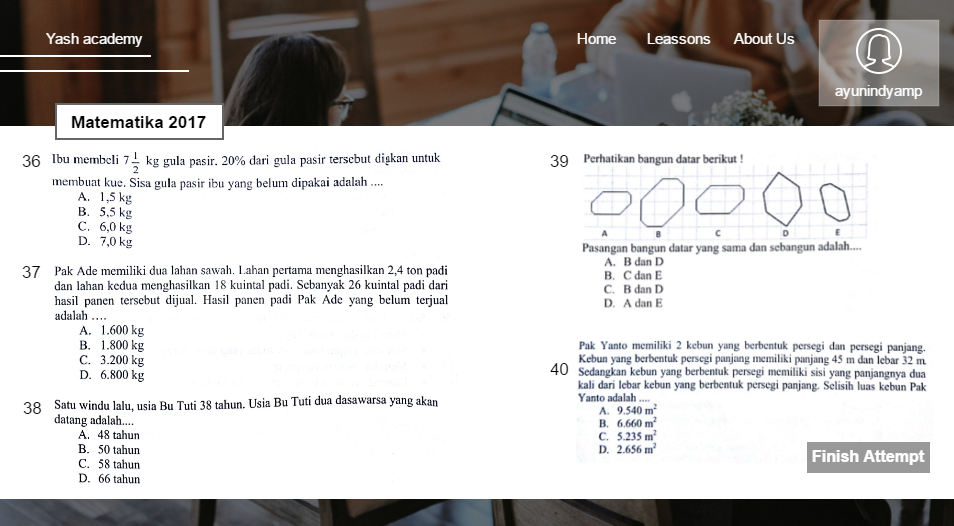 Yash academy
Home Leassons About Us
ayunindyamp
Matematika 2017
36 Ibu membeli 7 1/2 kg gula pasir. 20% dari gula pasir tersebut digkan untuk
membuat kue. Sisa gula pasir ibu yang belum dipakai adalah ....
A. 1,5 kg
B. 5,5 kg
C. 6,0 kg
D. 7,0 kg
37 Pak Ade memiliki dua lahan sawah. Lahan pertama menghasilkan 2,4 ton padi
dan lahan kedua menghasilkan 18 kuintal padi. Sebanyak 26 kuintal padi dari
hasil panen tersebut dijual. Hasil panen padi Pak Ade yang belum terjual
adalah ....
A. 1.600 kg
B. 1.800 kg
C. 3.200 kg
D. 6.800 kg
38 Satu windu lalu, usia Bu Tuti 38 tahun. Usia Bu Tuti dua dasawarsa yang akan
datang adalah....
A. 48 tahun
B. 50 tahun
C. 58 tahun
D. 66 tahun
39 Perhatikan bangun datar berikut !
A B C D E
Pasangan bangun datar yang sama dan sebangun adalah....
A. B dan D
B. C dan E
C. B dan D
D. A dan E
40 Pak Yanto memiliki 2 kebun yang berbentuk persegi dan persegi panjang.
Kebun yang berbentuk persegi panjang memiliki panjang 45 m dan lebar 32 m
Sedangkan kebun yang berbentuk persegi memiliki sisi yang panjangnya dua
kali dari lebar kebun yang berbentuk persegi panjang. Selisih luas kebun Pak
Yanto adalah ....
A. 9.540 m²
B. 6.660 m²
C. 5.235 m²
D. 2.656 m²
Finish Attempt